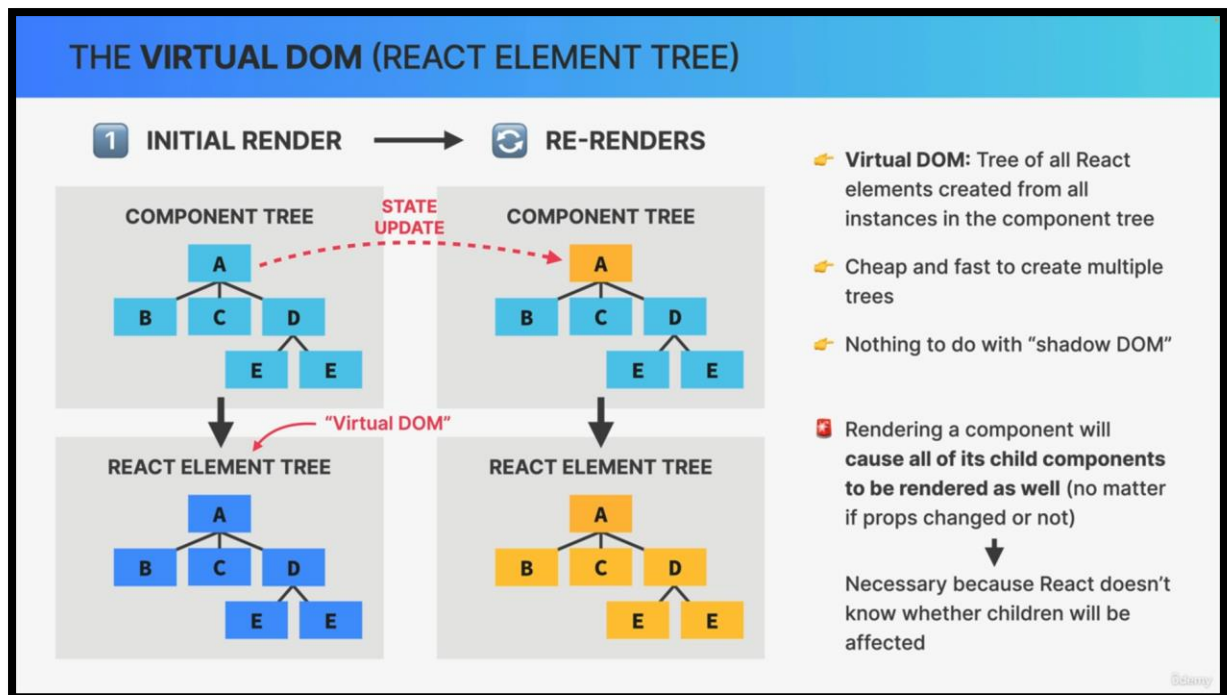 THE VIRTUAL DOM (REACT ELEMENT TREE)
1 INITIAL RENDER
RE-RENDERS
COMPONENT TREE
A
B C D
E E
STATE
UPDATE
COMPONENT TREE
A
B C D
E E
"Virtual DOM"
REACT ELEMENT TREE
A
B C D
E E
REACT ELEMENT TREE
A
B C D
E E
Virtual DOM: Tree of all React
elements created from all
instances in the component tree
Cheap and fast to create multiple
trees
Nothing to do with “shadow DOM”
Rendering a component will
cause all of its child components
to be rendered as well (no matter
if props changed or not)
Necessary because React doesn’t
know whether children will be
affected
ûdemy